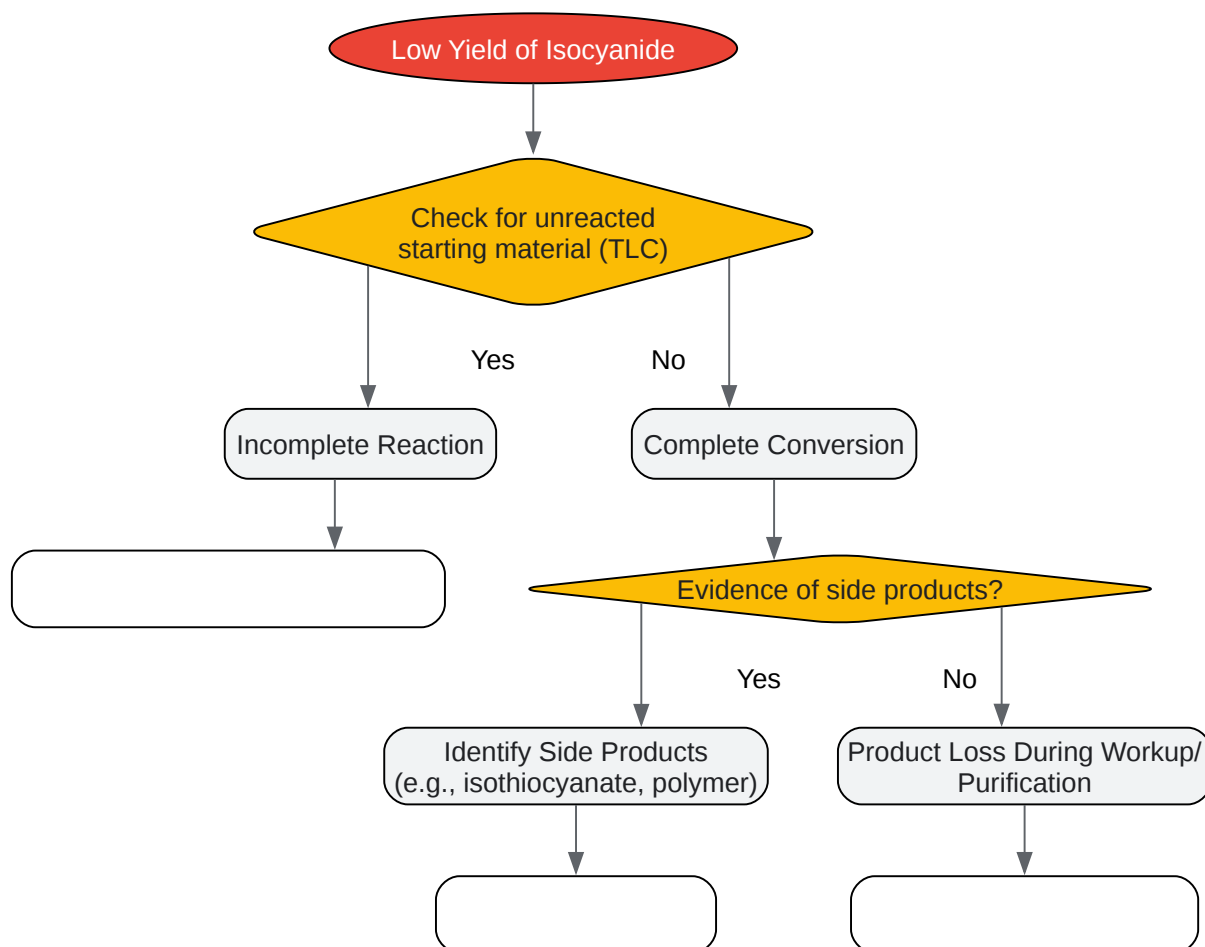 Low Yield of Isocyanide
Check for unreacted
starting material (TLC)
Yes
No
Incomplete Reaction
Complete Conversion
Evidence of side products?
Yes
No
Identify Side Products
(e.g., isothiocyanate, polymer)
Product Loss During Workup/
Purification